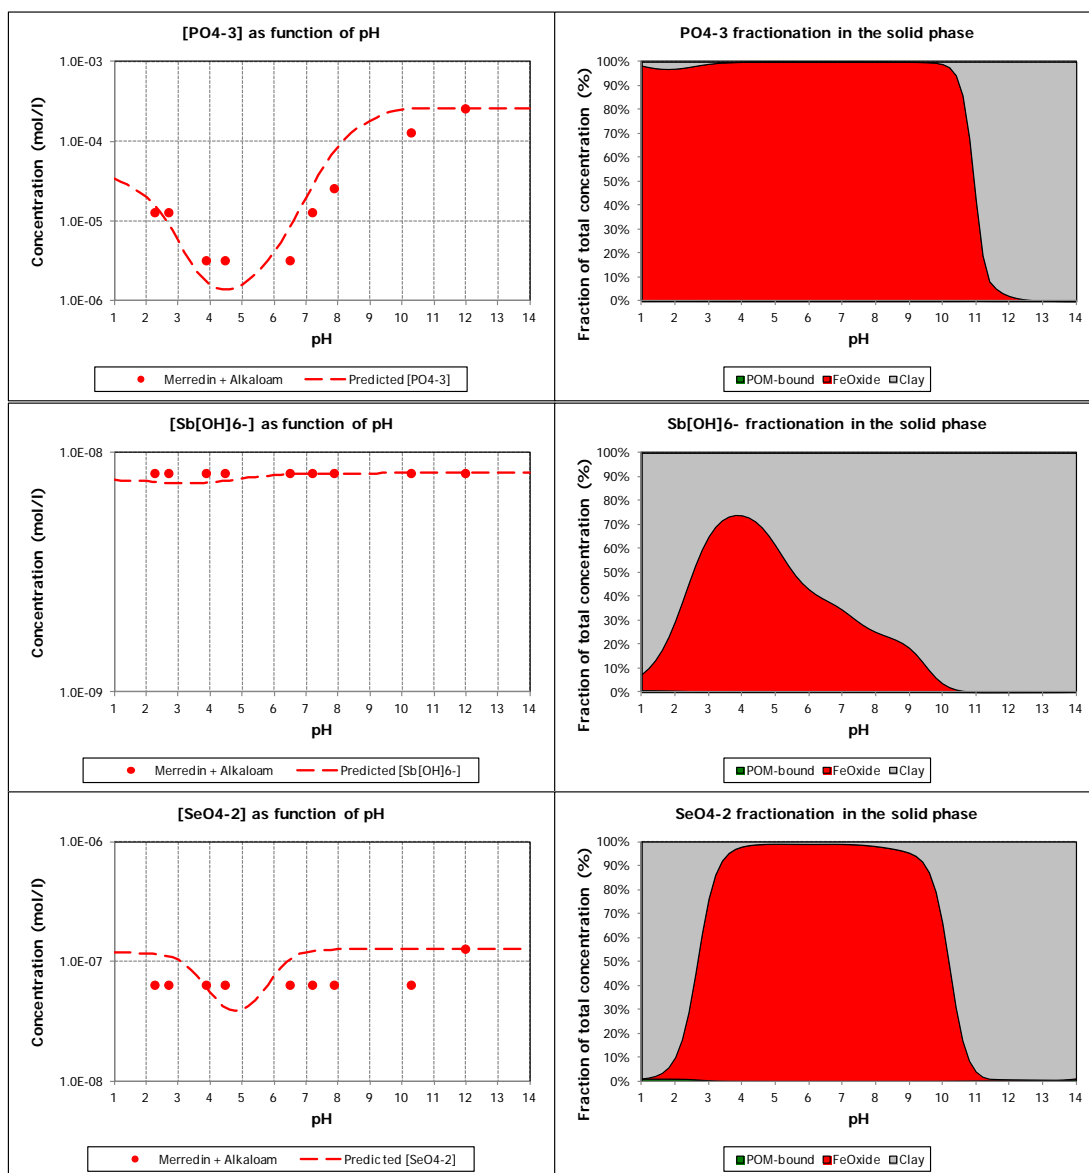 [PO4-3] as function of pH
1.0E-03
1.0E-04
1.0E-05
1.0E-06
Concentration (mol/l)
1 2 3 4 5 6 7 8 9 10 11 12 13 14
pH
Merredin + Alkaloam Predicted [PO4-3]
PO4-3 fractionation in the solid phase
100%
90%
80%
70%
60%
50%
40%
30%
20%
10%
0%
Fraction of total concentration (%)
1 2 3 4 5 6 7 8 9 10 11 12 13 14
pH
POM-bound FeOxide Clay
[Sb[OH]6-] as function of pH
1.0E-08
1.0E-09
Concentration (mol/l)
1 2 3 4 5 6 7 8 9 10 11 12 13 14
pH
Merredin + Alkaloam Predicted [Sb[OH]6-]
Sb[OH]6- fractionation in the solid phase
100%
90%
80%
70%
60%
50%
40%
30%
20%
10%
0%
Fraction of total concentration (%)
1 2 3 4 5 6 7 8 9 10 11 12 13 14
pH
POM-bound FeOxide Clay
[SeO4-2] as function of pH
1.0E-06
1.0E-07
1.0E-08
Concentration (mol/l)
1 2 3 4 5 6 7 8 9 10 11 12 13 14
pH
Merredin + Alkaloam Predicted [SeO4-2]
SeO4-2 fractionation in the solid phase
100%
90%
80%
70%
60%
50%
40%
30%
20%
10%
0%
Fraction of total concentration (%)
1 2 3 4 5 6 7 8 9 10 11 12 13 14
pH
POM-bound FeOxide Clay